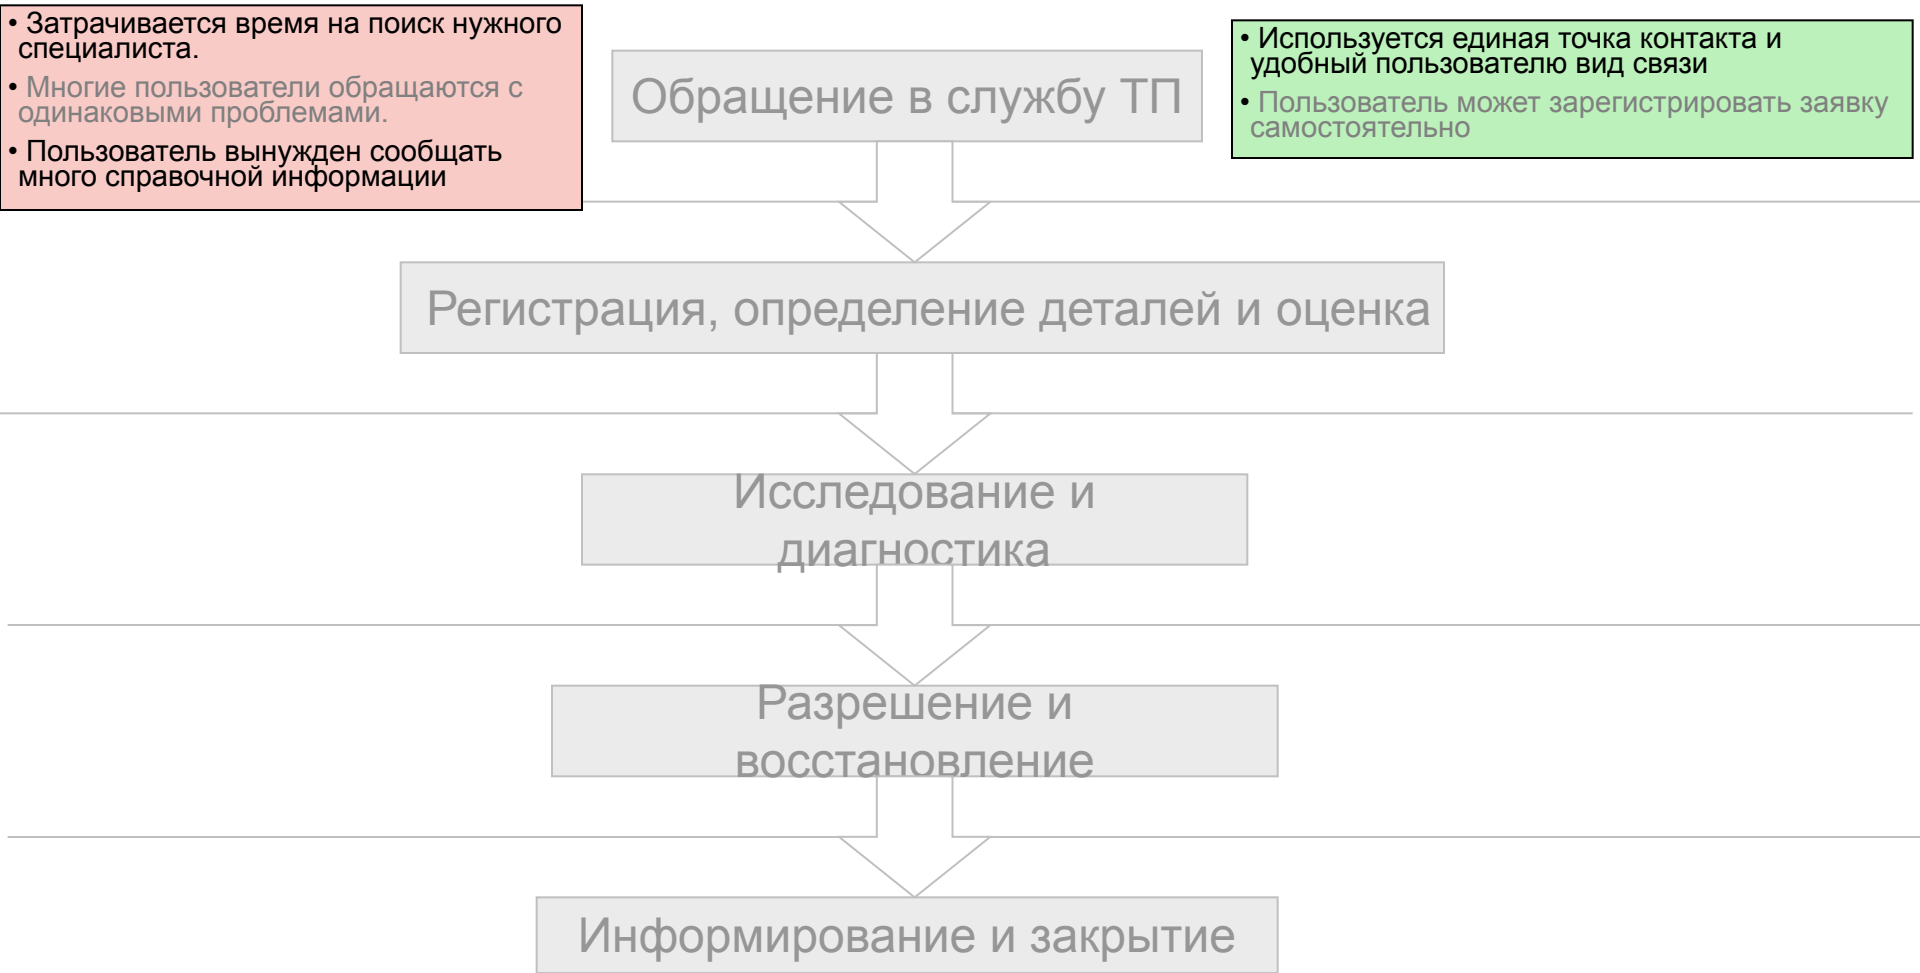 • Затрачивается время на поиск нужного
специалиста.
• Многие пользователи обращаются с
одинаковыми проблемами.
• Пользователь вынужден сообщать
много справочной информации
Обращение в службу ТП
• Используется единая точка контакта и
удобный пользователю вид связи
• Пользователь может зарегистрировать заявку
самостоятельно
Регистрация, определение деталей и оценка
Исследование и
диагностика
Разрешение и
восстановление
Информирование и закрытие